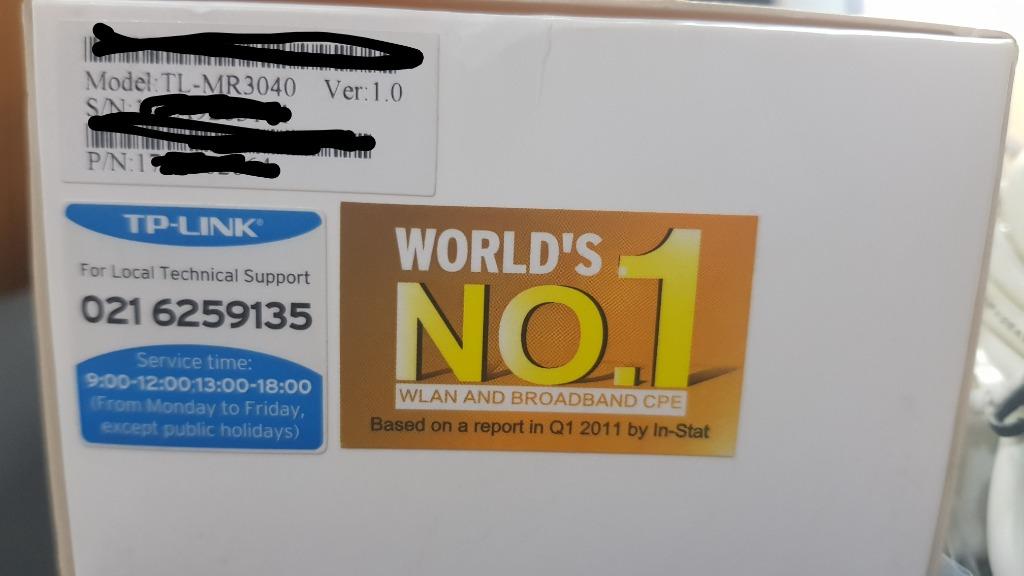 Model:TL-MR3040 Ver:1.0
S/N:
P/N:1
TP-LINK®
For Local Technical Support
021 6259135
Service time:
9:00-12:00;13:00-18:00
(From Monday to Friday,
except public holidays)
WORLD'S
NO.1
WLAN AND BROADBAND CPE
Based on a report in Q1 2011 by In-Stat